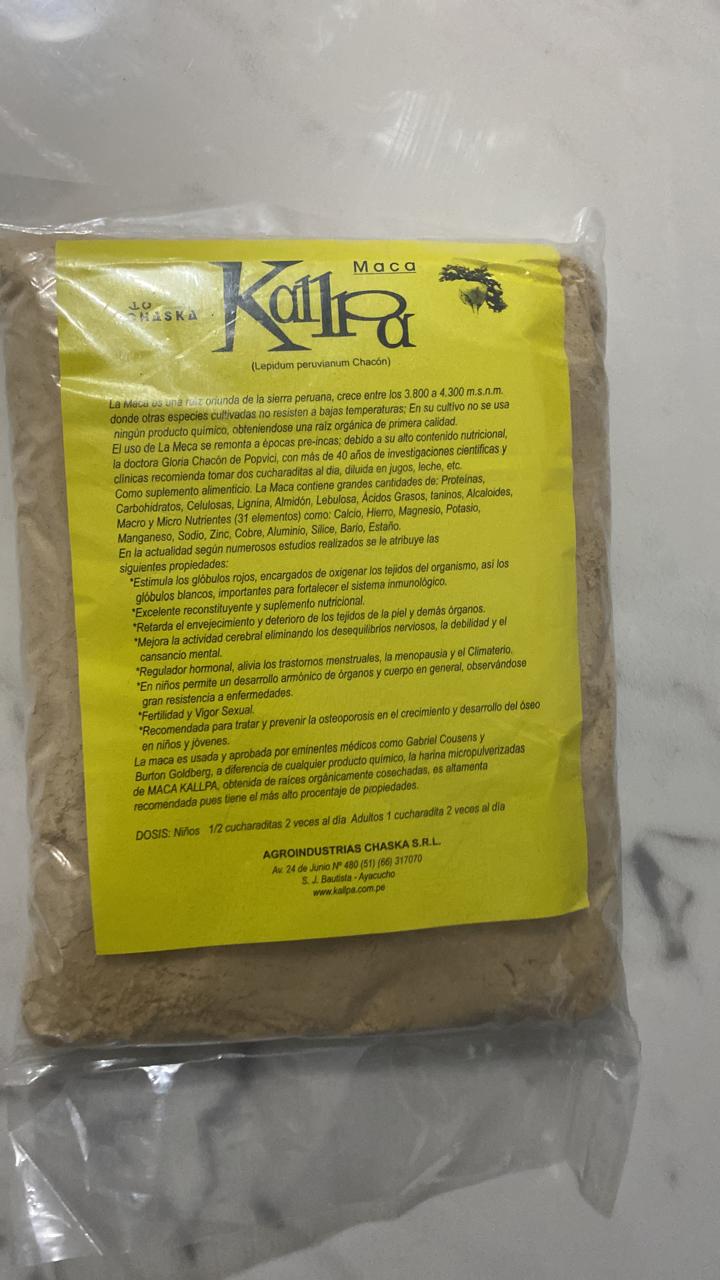 Maca
Kallpa
CHASKA
(Lepidum peruvianum Chacón)
La Maca es una raíz oriunda de la sierra peruana, crece entre los 3.800 a 4.300 m.s.n.m.
donde otras especies cultivadas no resisten a bajas temperaturas; En su cultivo no se usa
ningún producto químico, obteniendose una raíz orgánica de primera calidad.
El uso de La Meca se remonta a épocas pre-incas; debido a su alto contenido nutricional,
la doctora Gloria Chacón de Popvici, con más de 40 años de investigaciones científicas y
clínicas recomienda tomar dos cucharaditas al día, diluida en jugos, leche, etc.
Como suplemento alimenticio. La Maca contiene grandes cantidades de: Proteínas,
Carbohidratos, Celulosas, Lignina, Almidón, Lebulosa, Ácidos Grasos, taninos, Alcaloides,
Macro y Micro Nutrientes (31 elementos) como: Calcio, Hierro, Magnesio, Potasio,
Manganeso, Sodio, Zinc, Cobre, Aluminio, Sílice, Bario, Estaño.
En la actualidad según numerosos estudios realizados se le atribuye las
siguientes propiedades:
*Estimula los glóbulos rojos, encargados de oxigenar los tejidos del organismo, así los
glóbulos blancos, importantes para fortalecer el sistema inmunológico.
*Excelente reconstituyente y suplemento nutricional.
*Retarda el envejecimiento y deterioro de los tejidos de la piel y demás órganos.
*Mejora la actividad cerebral eliminando los desequilibrios nerviosos, la debilidad y el
cansancio mental.
*Regulador hormonal, alivia los trastornos menstruales, la menopausia y el Climaterio.
*En niños permite un desarrollo armónico de órganos y cuerpo en general, observándose
gran resistencia a enfermedades.
*Fertilidad y Vigor Sexual.
*Recomendada para tratar y prevenir la osteoporosis en el crecimiento y desarrollo del óseo
en niños y jóvenes.
La maca es usada y aprobada por eminentes médicos como Gabriel Cousens y
Burton Goldberg, a diferencia de cualquier producto químico, la harina micropulverizadas
de MACA KALLPA, obtenida de raíces orgánicamente cosechadas, es altamenta
recomendada pues tiene el más alto procentaje de propiedades.
DOSIS: Niños 1/2 cucharaditas 2 veces al día Adultos 1 cucharadita 2 veces al día
AGROINDUSTRIAS CHASKA S.R.L.
Av. 24 de Junio Nº 480 (51) (66) 317070
S. J. Bautista - Ayacucho
www.kallpa.com.pe